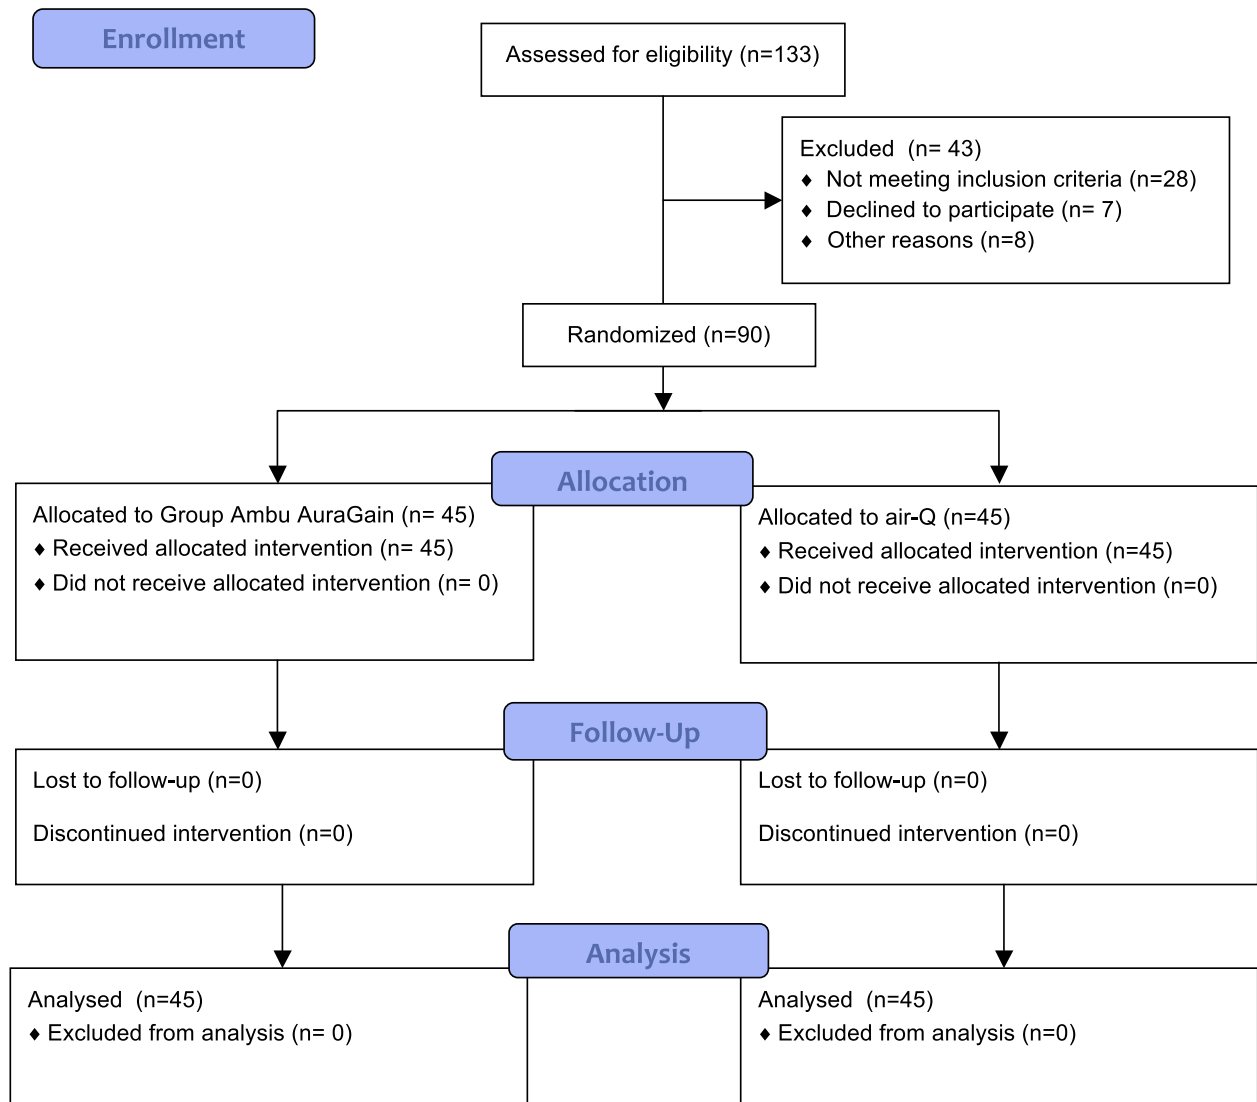 Enrollment
Assessed for eligibility (n=133)
Excluded (n= 43)
♦ Not meeting inclusion criteria (n=28)
♦ Declined to participate (n= 7)
♦ Other reasons (n=8)
Randomized (n=90)
Allocation
Allocated to Group Ambu AuraGain (n= 45)
♦ Received allocated intervention (n= 45)
♦ Did not receive allocated intervention (n= 0)
Allocated to air-Q (n=45)
♦ Received allocated intervention (n=45)
♦ Did not receive allocated intervention (n=0)
Follow-Up
Lost to follow-up (n=0)
Discontinued intervention (n=0)
Lost to follow-up (n=0)
Discontinued intervention (n=0)
Analysis
Analysed (n=45)
♦ Excluded from analysis (n= 0)
Analysed (n=45)
♦ Excluded from analysis (n=0)